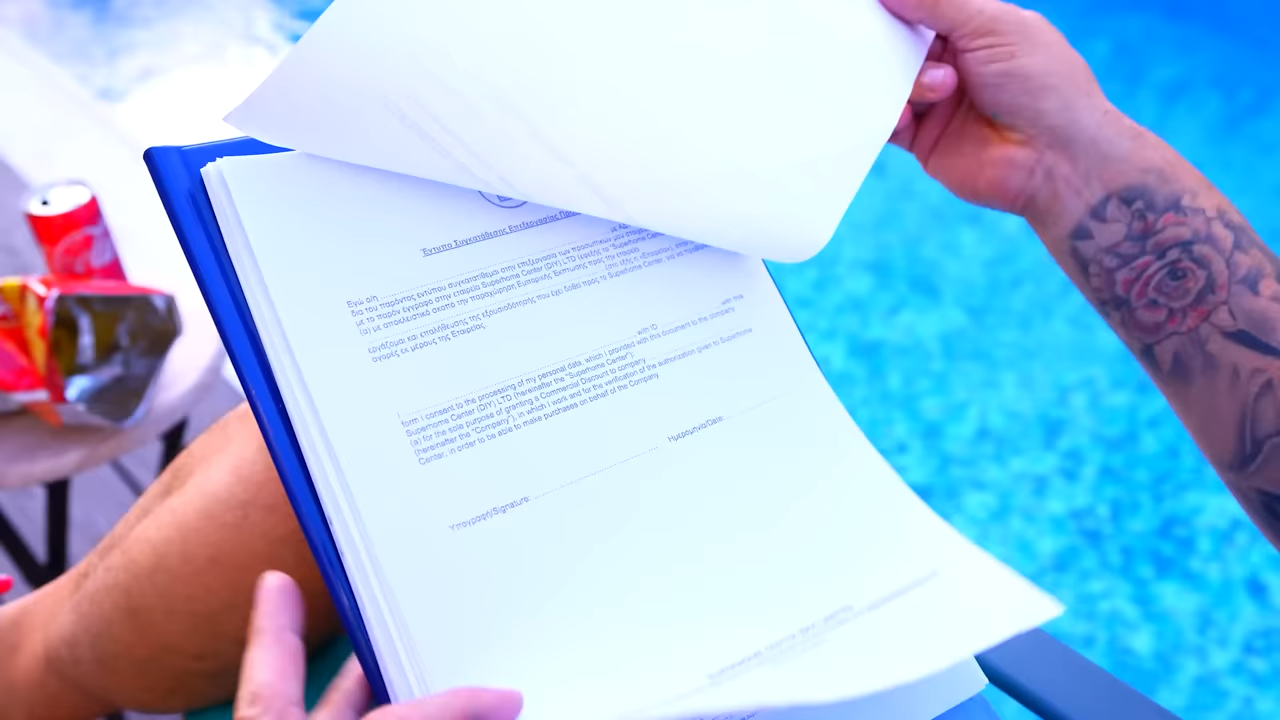 Έντυπο Συγκατάθεσης Επεξεργασίας
Εγώ ο/η
δια του παρόντος εντύπου συγκατατίθεμαι στην επεξεργασία των προσωπικών μου
με το παρόν έγγραφο στην εταιρεία Superhome Center (DIY) LTD (εφεξής το "Superhome
(α) με αποκλειστικό σκοπό την παραχώρηση Εμπορικής Έκπτωσης προς την εταιρεία
εργάζομαι και επαλήθευσης της εξουσιοδότησης που έχει δοθεί προς το Superhome Center, για να
αγορές εκ μέρους της Εταιρείας.
I with ID with this
form I consent to the processing of my personal data, which I provided with this document to the company
Superhome Center (DIY) LTD (hereinafter the "Superhome Center"):
(a) for the sole purpose of granting a Commercial Discount to company
(hereinafter the "Company"), in which I work and for the verification of the authorization given to Superhome
Center, in order to be able to make purchases on behalf of the Company
Υπογραφή/Signature: Ημερομηνία/Date: